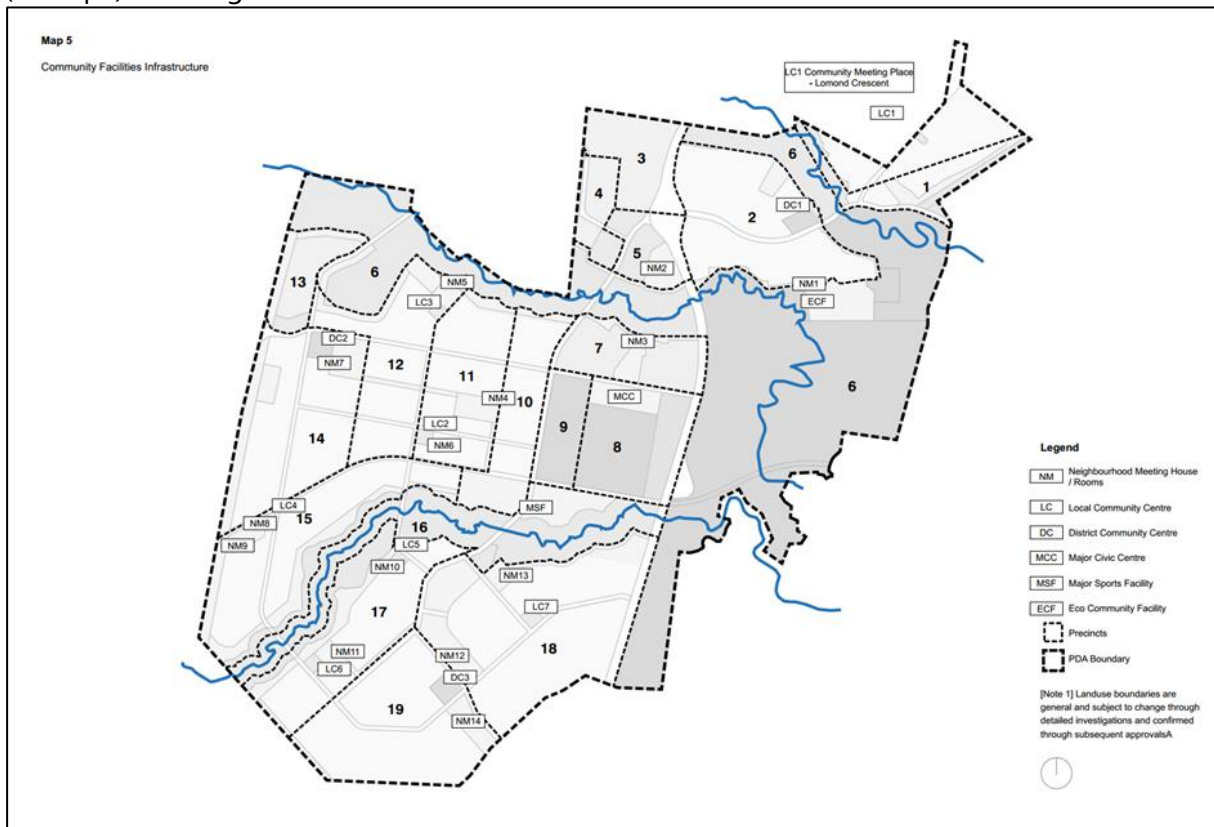 Map 5
Community Facilities Infrastructure
LC1 Community Meeting Place
- Lomond Crescent
LC1
3
6
1
4
2
DC1
5
NM2
13
6
NM5
NM1
LC3
ECF
DC2
7
NM3
NM7
12
11
6
NM4
10
MCC
LC2
9
14
NM6
8
LC4
MSF
15
NM8
16
NM9
LC5
NM10
NM13
17
LC7
NM11
NM12
18
LC6
DC3
19
NM14
Legend
NM Neighbourhood Meeting House
/ Rooms
LC Local Community Centre
DC District Community Centre
MCC Major Civic Centre
MSF Major Sports Facility
ECF Eco Community Facility
Precincts
PDA Boundary
[Note 1] Landuse boundaries are
general and subject to change through
detailed investigations and confirmed
through subsequent approvalsA